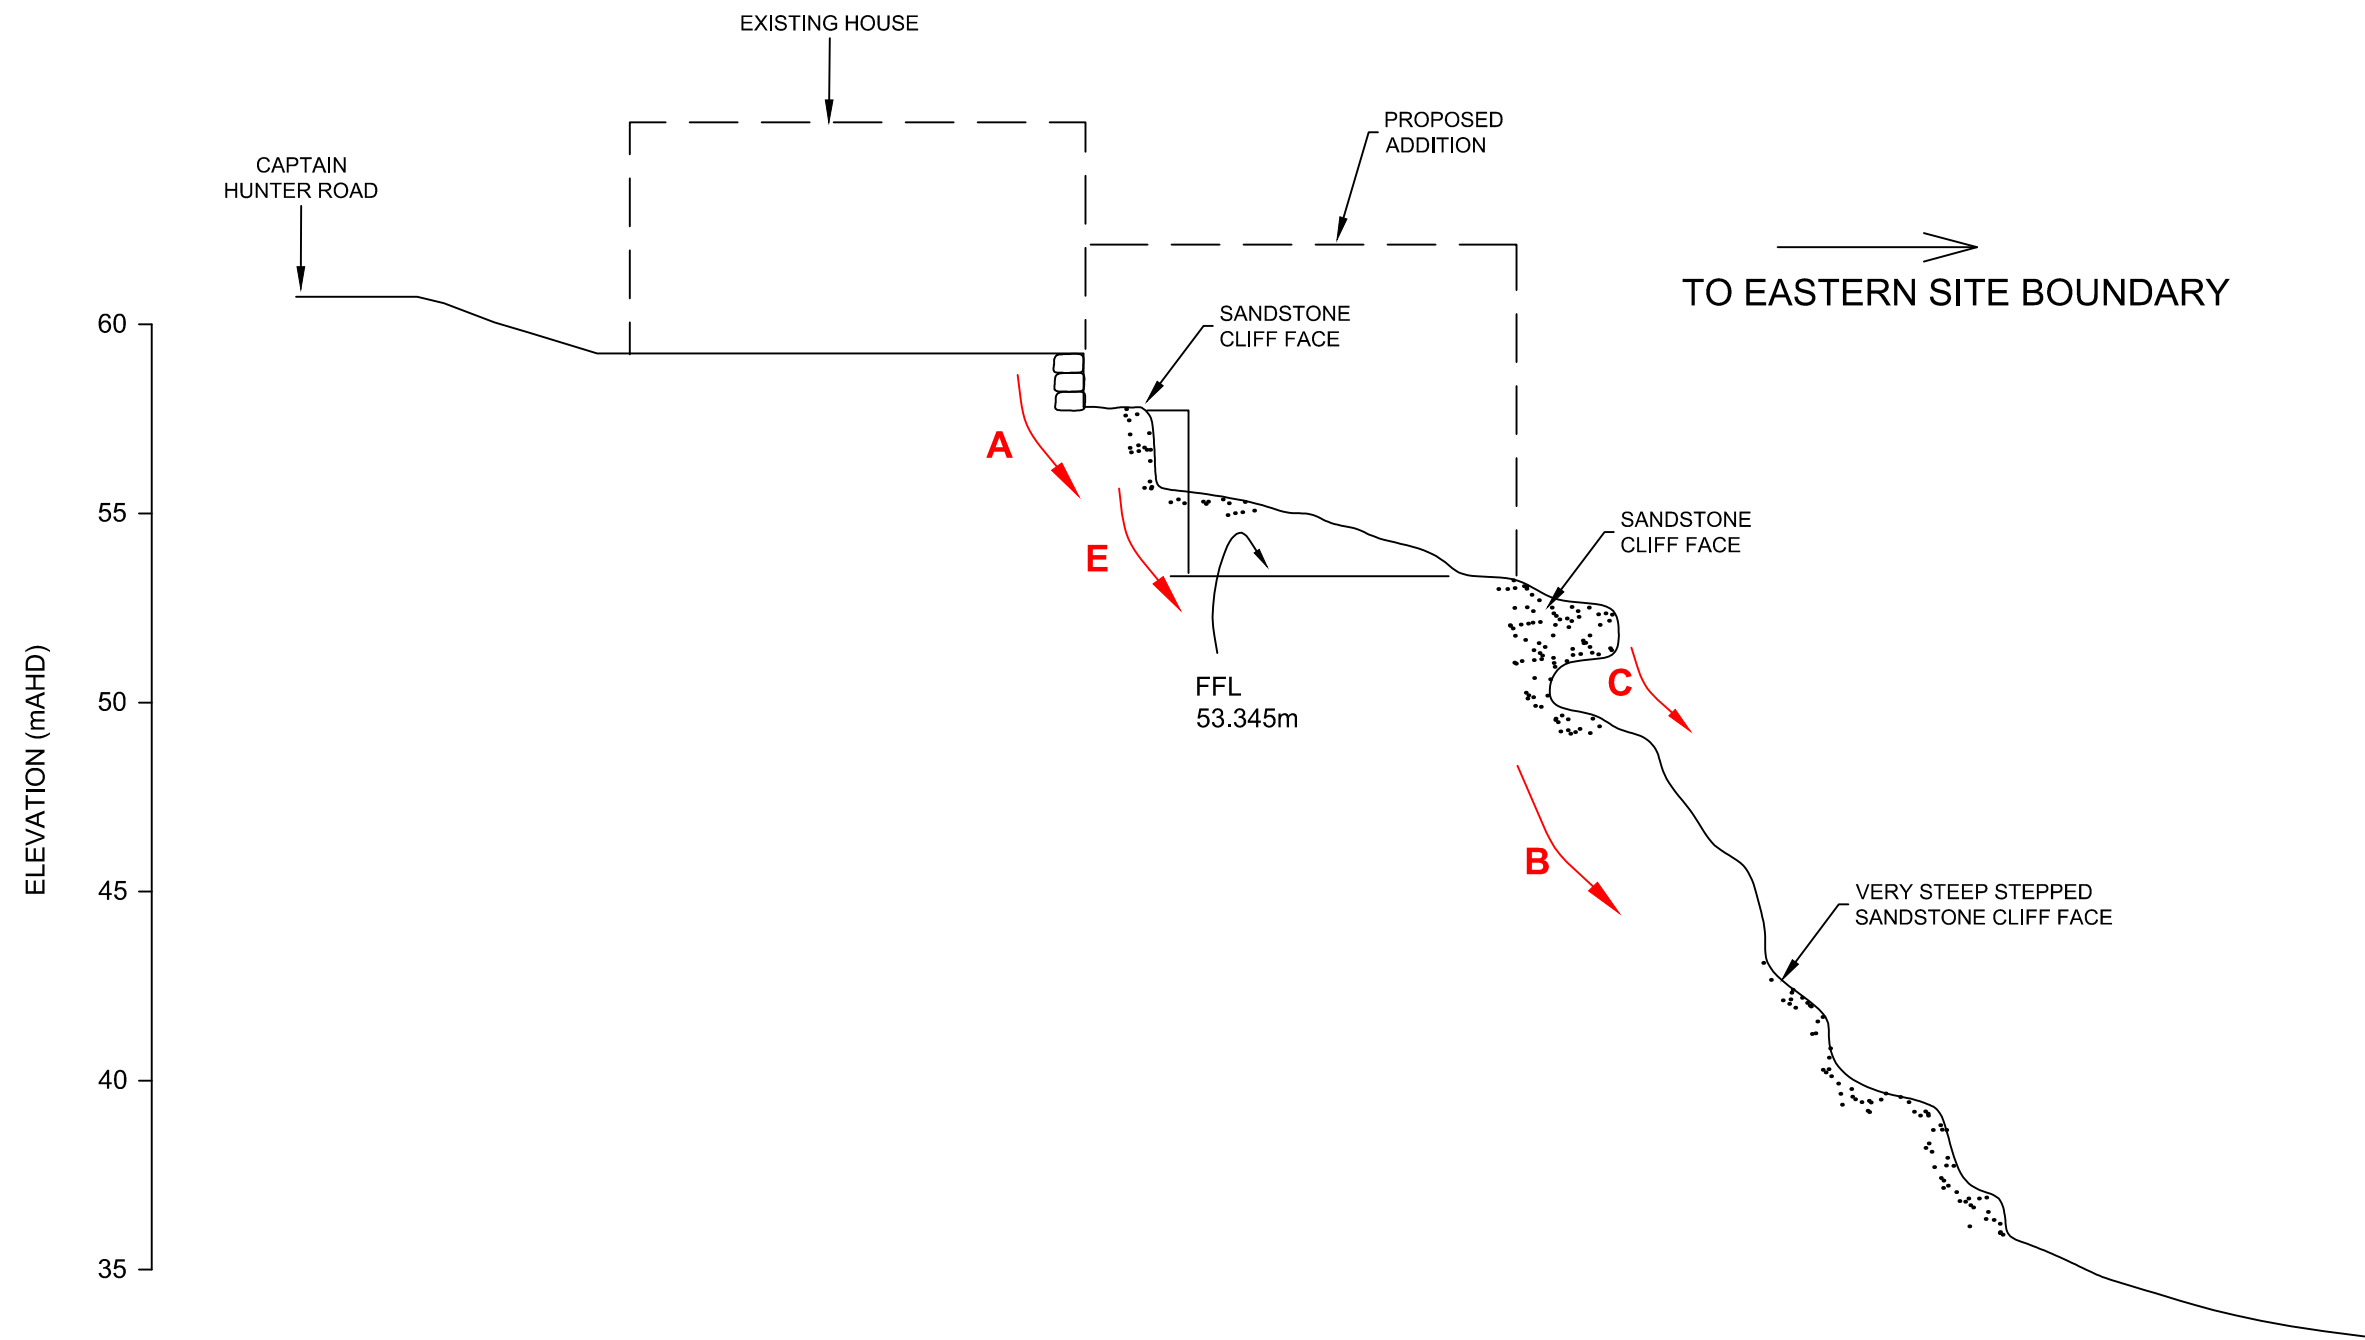 EXISTING HOUSE
PROPOSED
ADDITION
CAPTAIN
HUNTER ROAD
TO EASTERN SITE BOUNDARY
SANDSTONE
CLIFF FACE
60
A
55
SANDSTONE
CLIFF FACE
E
ELEVATION (mAHD)
50
FFL
53.345m
C
B
45
VERY STEEP STEPPED
SANDSTONE CLIFF FACE
40
35